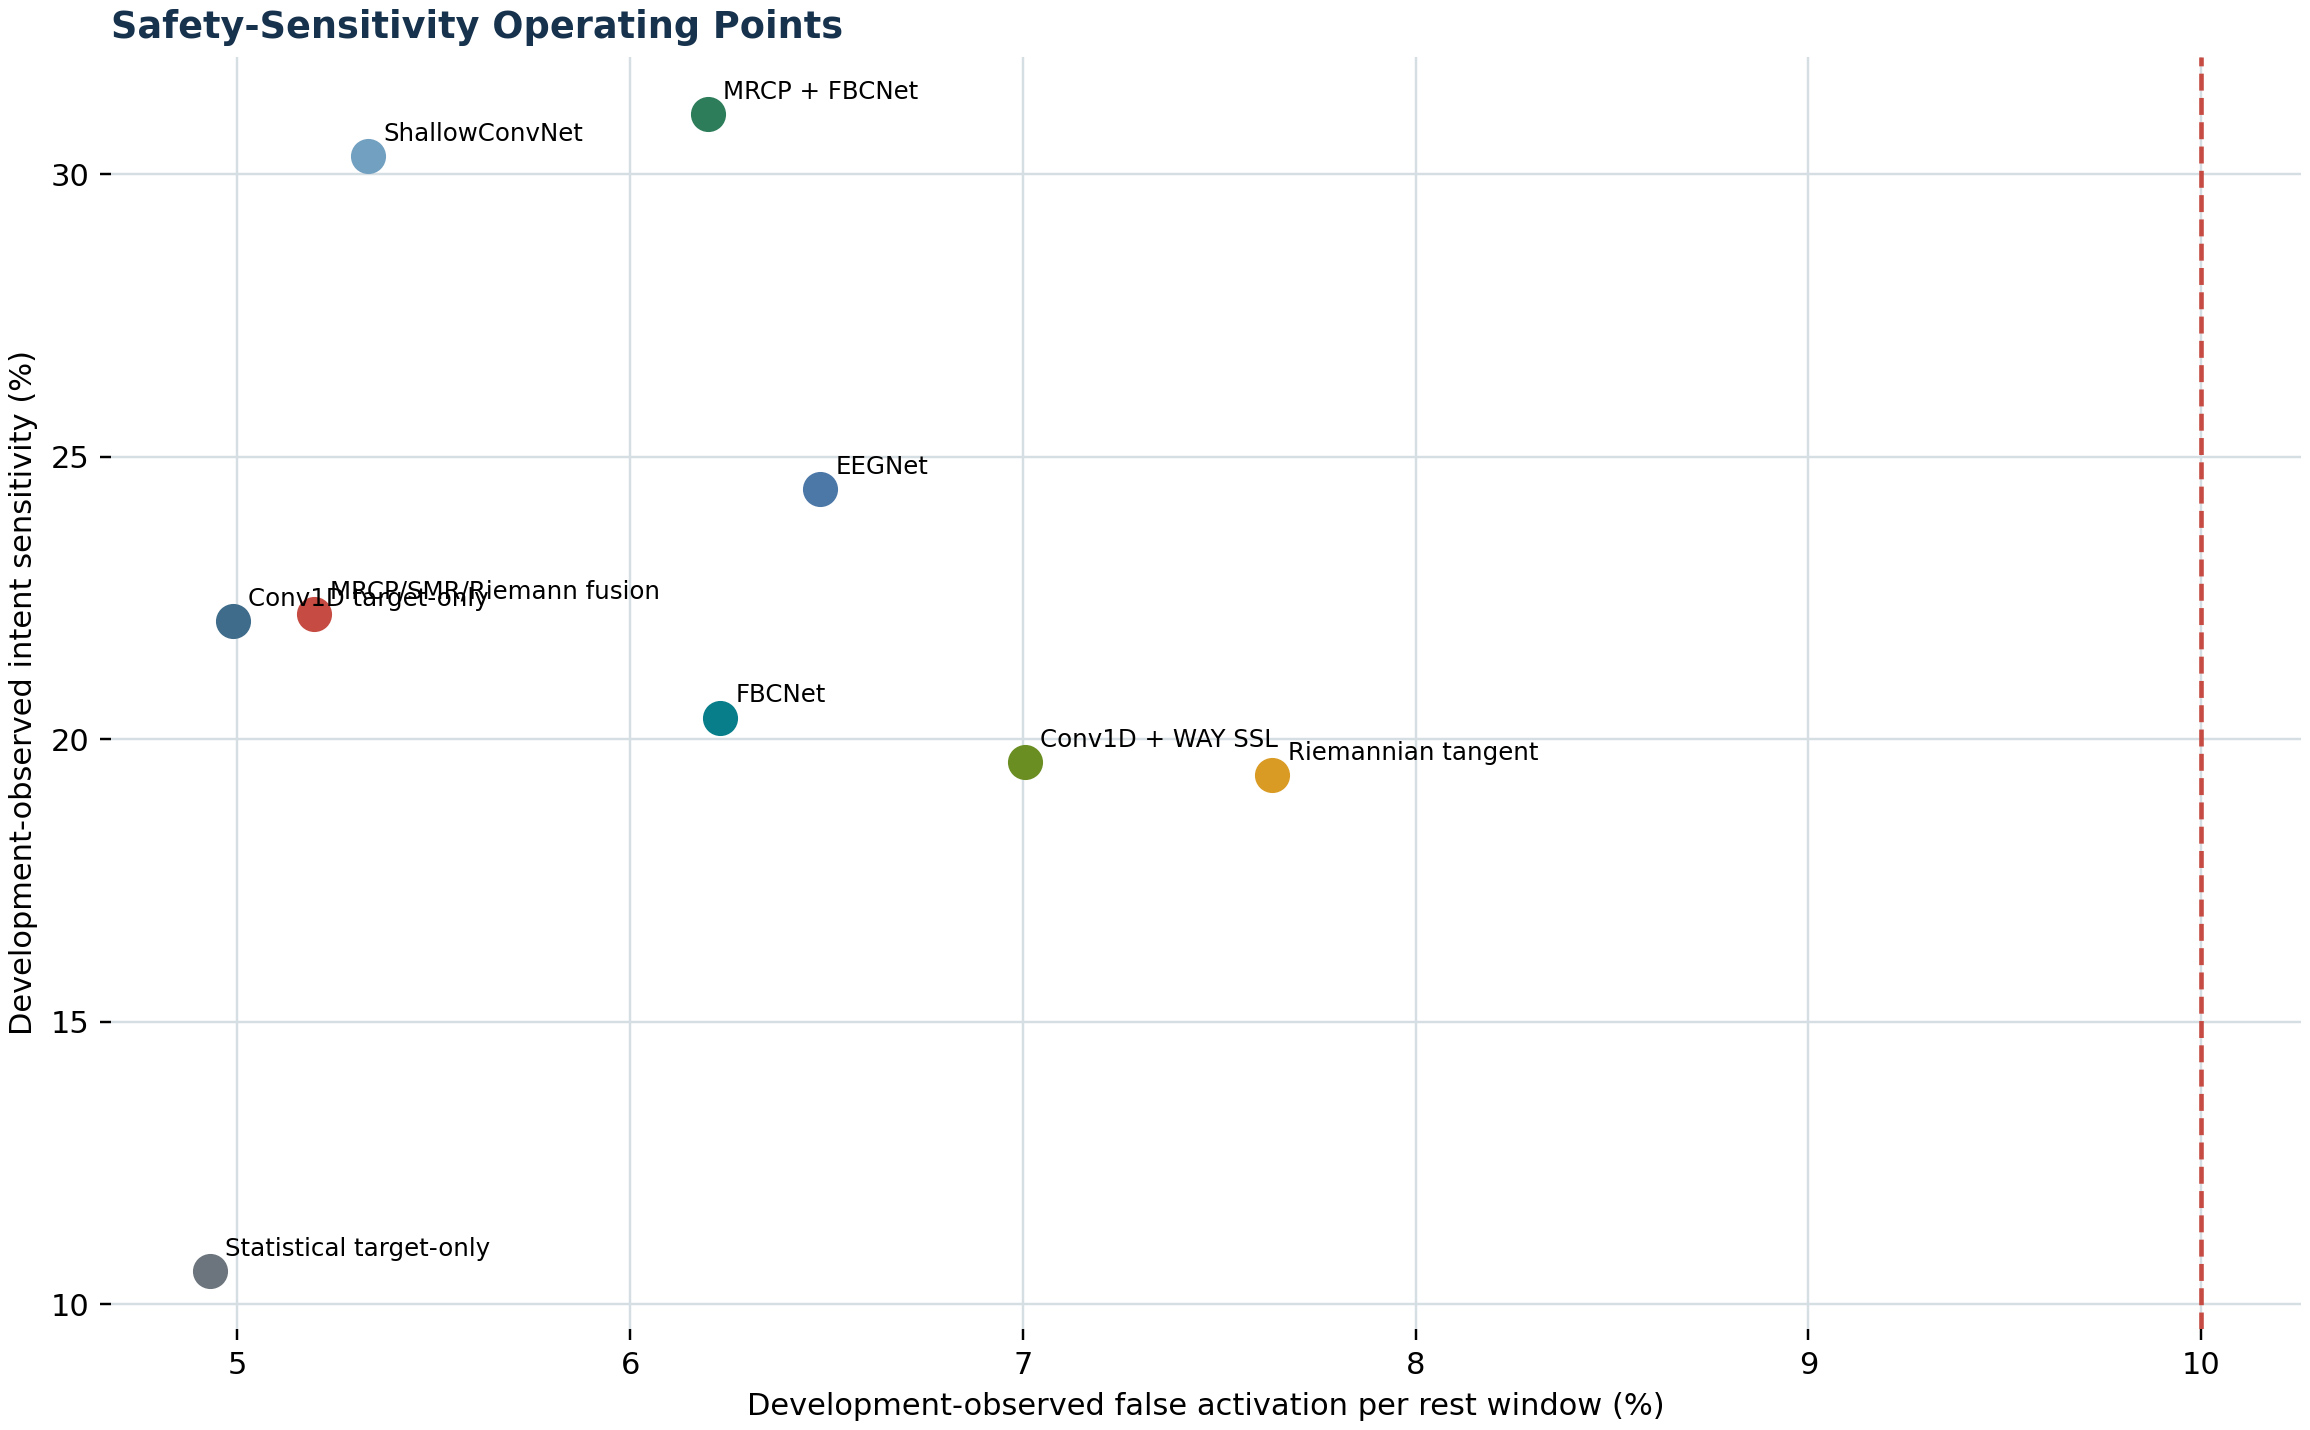 Safety-Sensitivity Operating Points
MRCP + FBCNet
ShallowConvNet
30
25
EEGNet
MRCP/SMR/Riemann fusion
Conv1D target-only
FBCNet
20
Conv1D + WAY SSL
Riemannian tangent
15
Statistical target-only
10
Development-observed intent sensitivity (%)
5 6 7 8 9 10
Development-observed false activation per rest window (%)